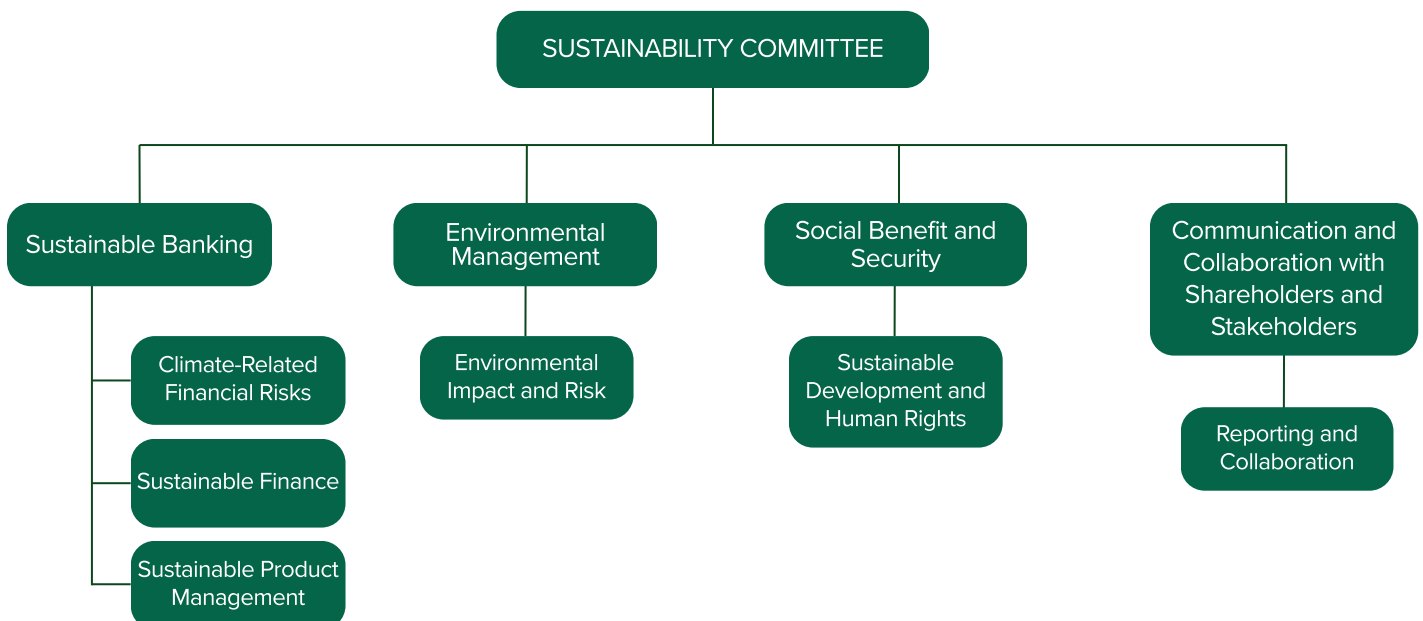 SUSTAINABILITY COMMITTEE
Sustainable Banking
Climate-Related
Financial Risks
Sustainable Finance
Sustainable Product
Management
Environmental
Management
Environmental
Impact and Risk
Social Benefit and
Security
Sustainable
Development and
Human Rights
Communication and
Collaboration with
Shareholders and
Stakeholders
Reporting and
Collaboration